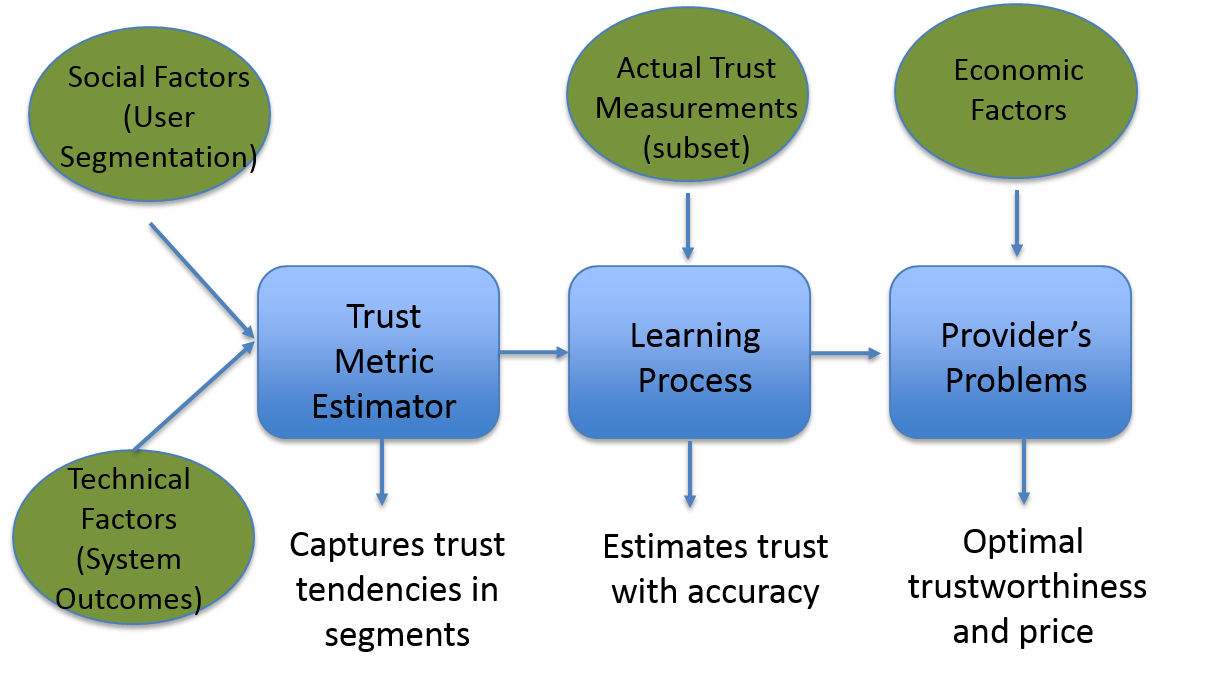 Social Factors
(User
Segmentation)
Actual Trust
Measurements
(subset)
Economic
Factors
Trust
Metric
Estimator
Learning
Process
Provider’s
Problems
Technical
Factors
(System
Outcomes)
Captures trust
tendencies in
segments
Estimates trust
with accuracy
Optimal
trustworthiness
and price